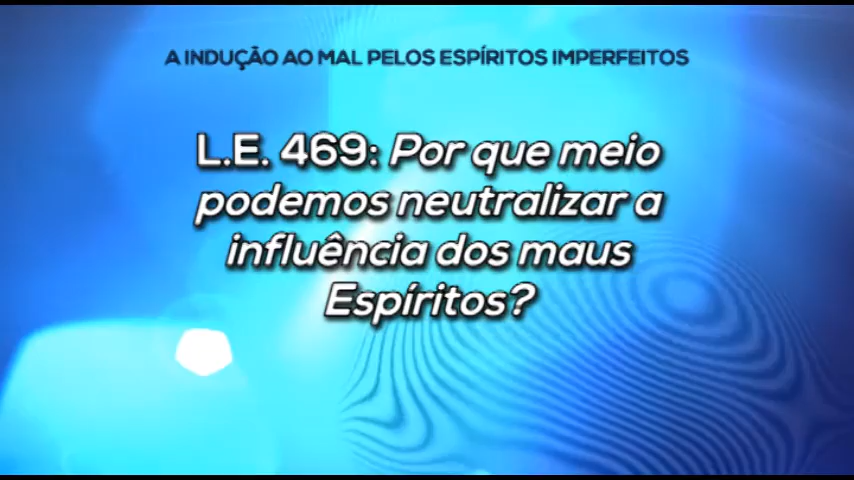 A INDUÇÃO AO MAL PELOS ESPÍRITOS IMPERFEITOS
L.E. 469: Por que meio
podemos neutralizar a
influência dos maus
Espíritos?